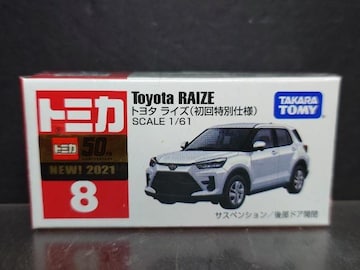 Toyota RAIZE
トヨタ ライズ(初回特別仕様)
SCALE 1/61
TAKARA
TOMY
トミカ
トミカ 50th
NEW! 2021
8
サスペンション/後部ドア開閉